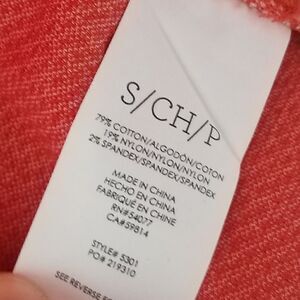 S/CH/P
79% COTTON/ALGODÓN/COTON
19% NYLON/NYLON/NYLON
2% SPANDEX/SPANDEX/SPANDEX
MADE IN CHINA
HECHO EN CHINA
FABRIQUÉ EN CHINE
RN#54077
CA#59814
STYLE# 5301
PO# 219310
SEE REVERSE